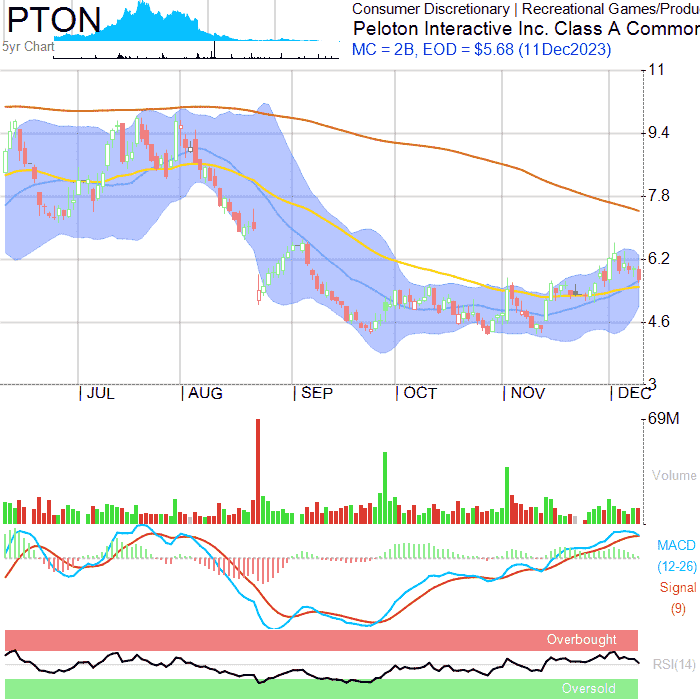 PTON
5yr Chart
Consumer Discretionary | Recreational Games/Produ
Peloton Interactive Inc. Class A Common
MC = 2B, EOD = $5.68 (11Dec2023)
11
9.4
7.8
6.2
4.6
3
JUL
AUG
SEP
OCT
NOV
DEC
69M
Volume
MACD
(12-26)
Signal
(9)
Overbought
RSI(14)
Oversold